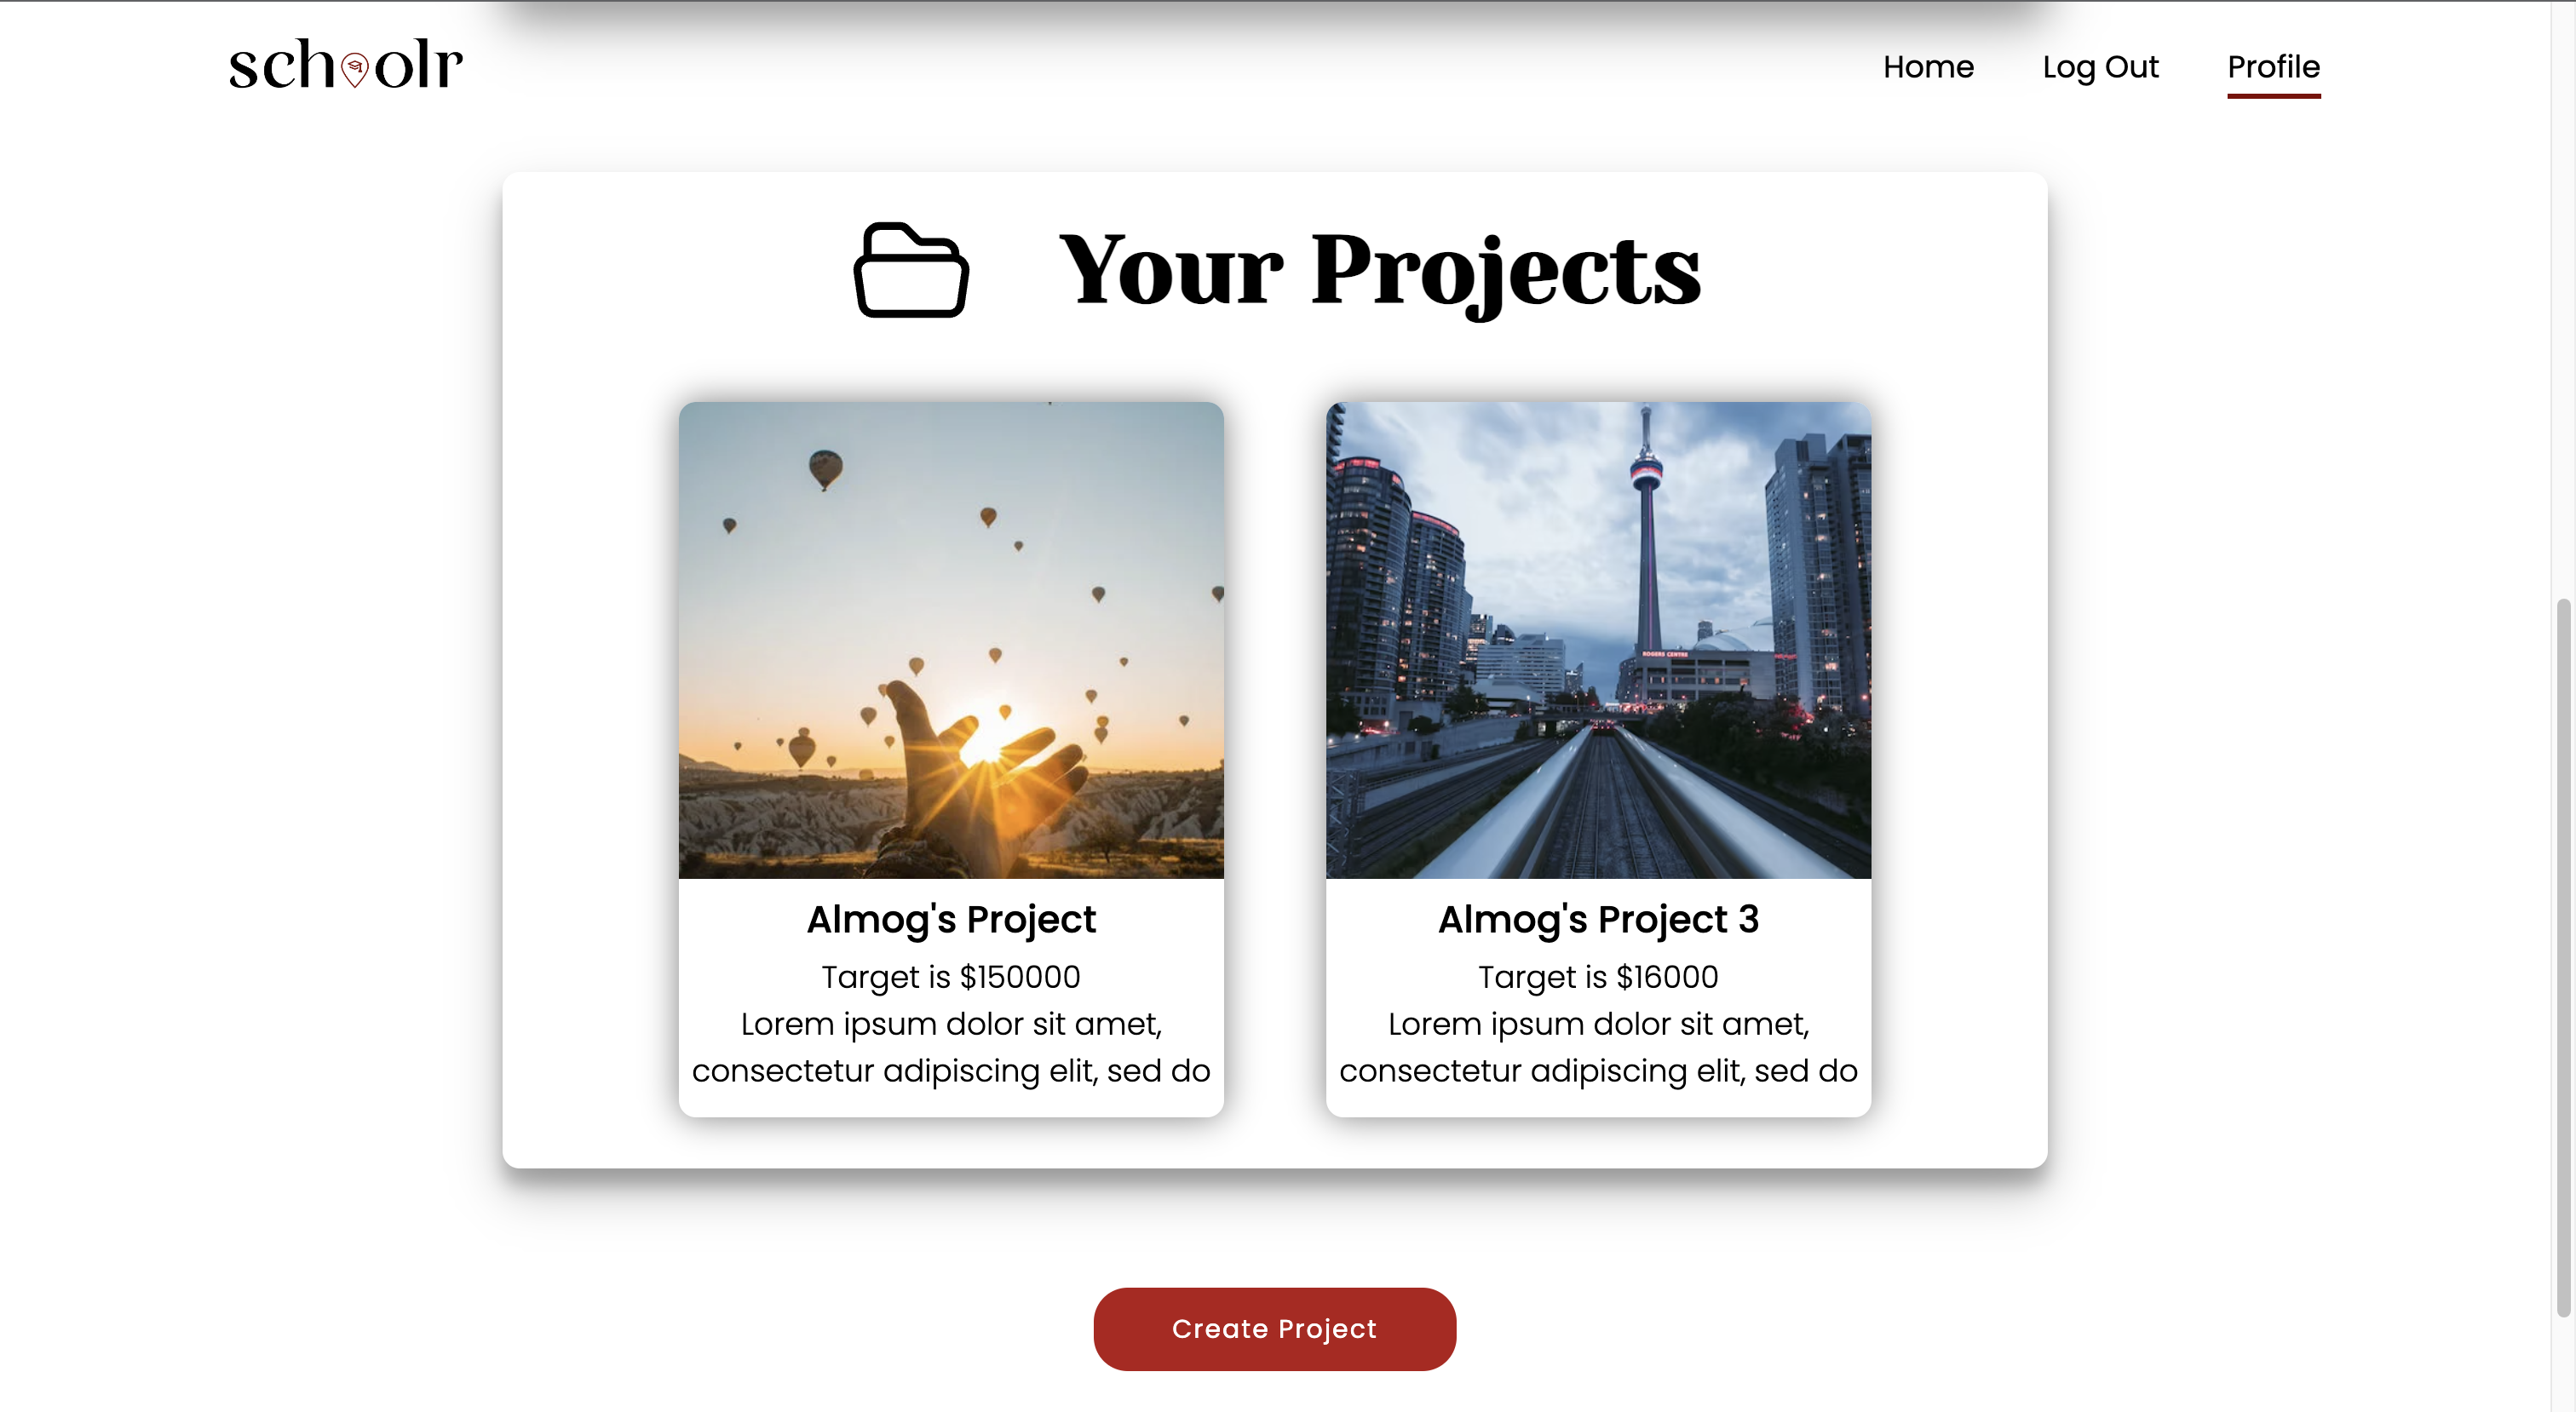 schoolr
Home Log Out Profile
Your Projects
ROGERS CENTRE
Almog's Project
Target is $150000
Lorem ipsum dolor sit amet,
consectetur adipiscing elit, sed do
Almog's Project 3
Target is $16000
Lorem ipsum dolor sit amet,
consectetur adipiscing elit, sed do
Create Project